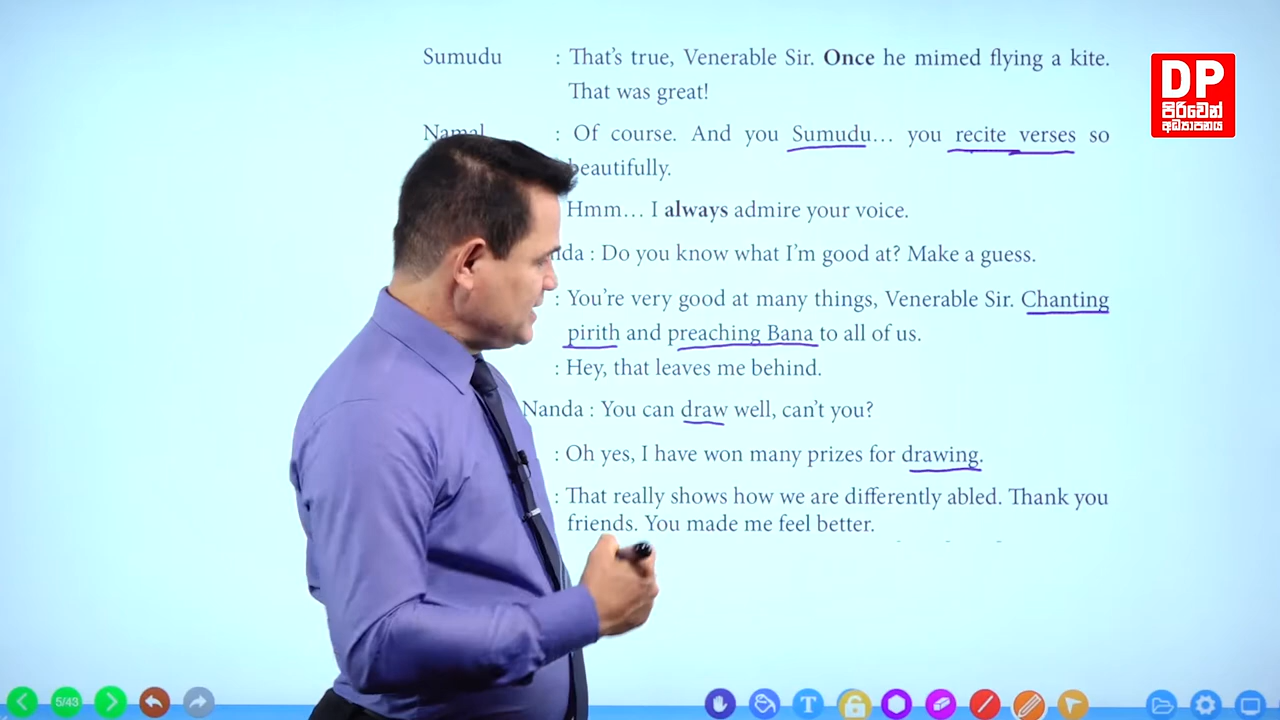 Sumudu : That's true, Venerable Sir. Once he mimed flying a kite.
That was great!
DP
පිරිවෙන්
අධ්‍යාපනය
Namal : Of course. And you Sumudu... you recite verses so
beautifully.
Hmm... I always admire your voice.
nda : Do you know what I'm good at? Make a guess.
: You're very good at many things, Venerable Sir. Chanting
pirith and preaching Bana to all of us.
: Hey, that leaves me behind.
Nanda : You can draw well, can't you?
: Oh yes, I have won many prizes for drawing.
: That really shows how we are differently abled. Thank you
friends. You made me feel better.
5/43
T